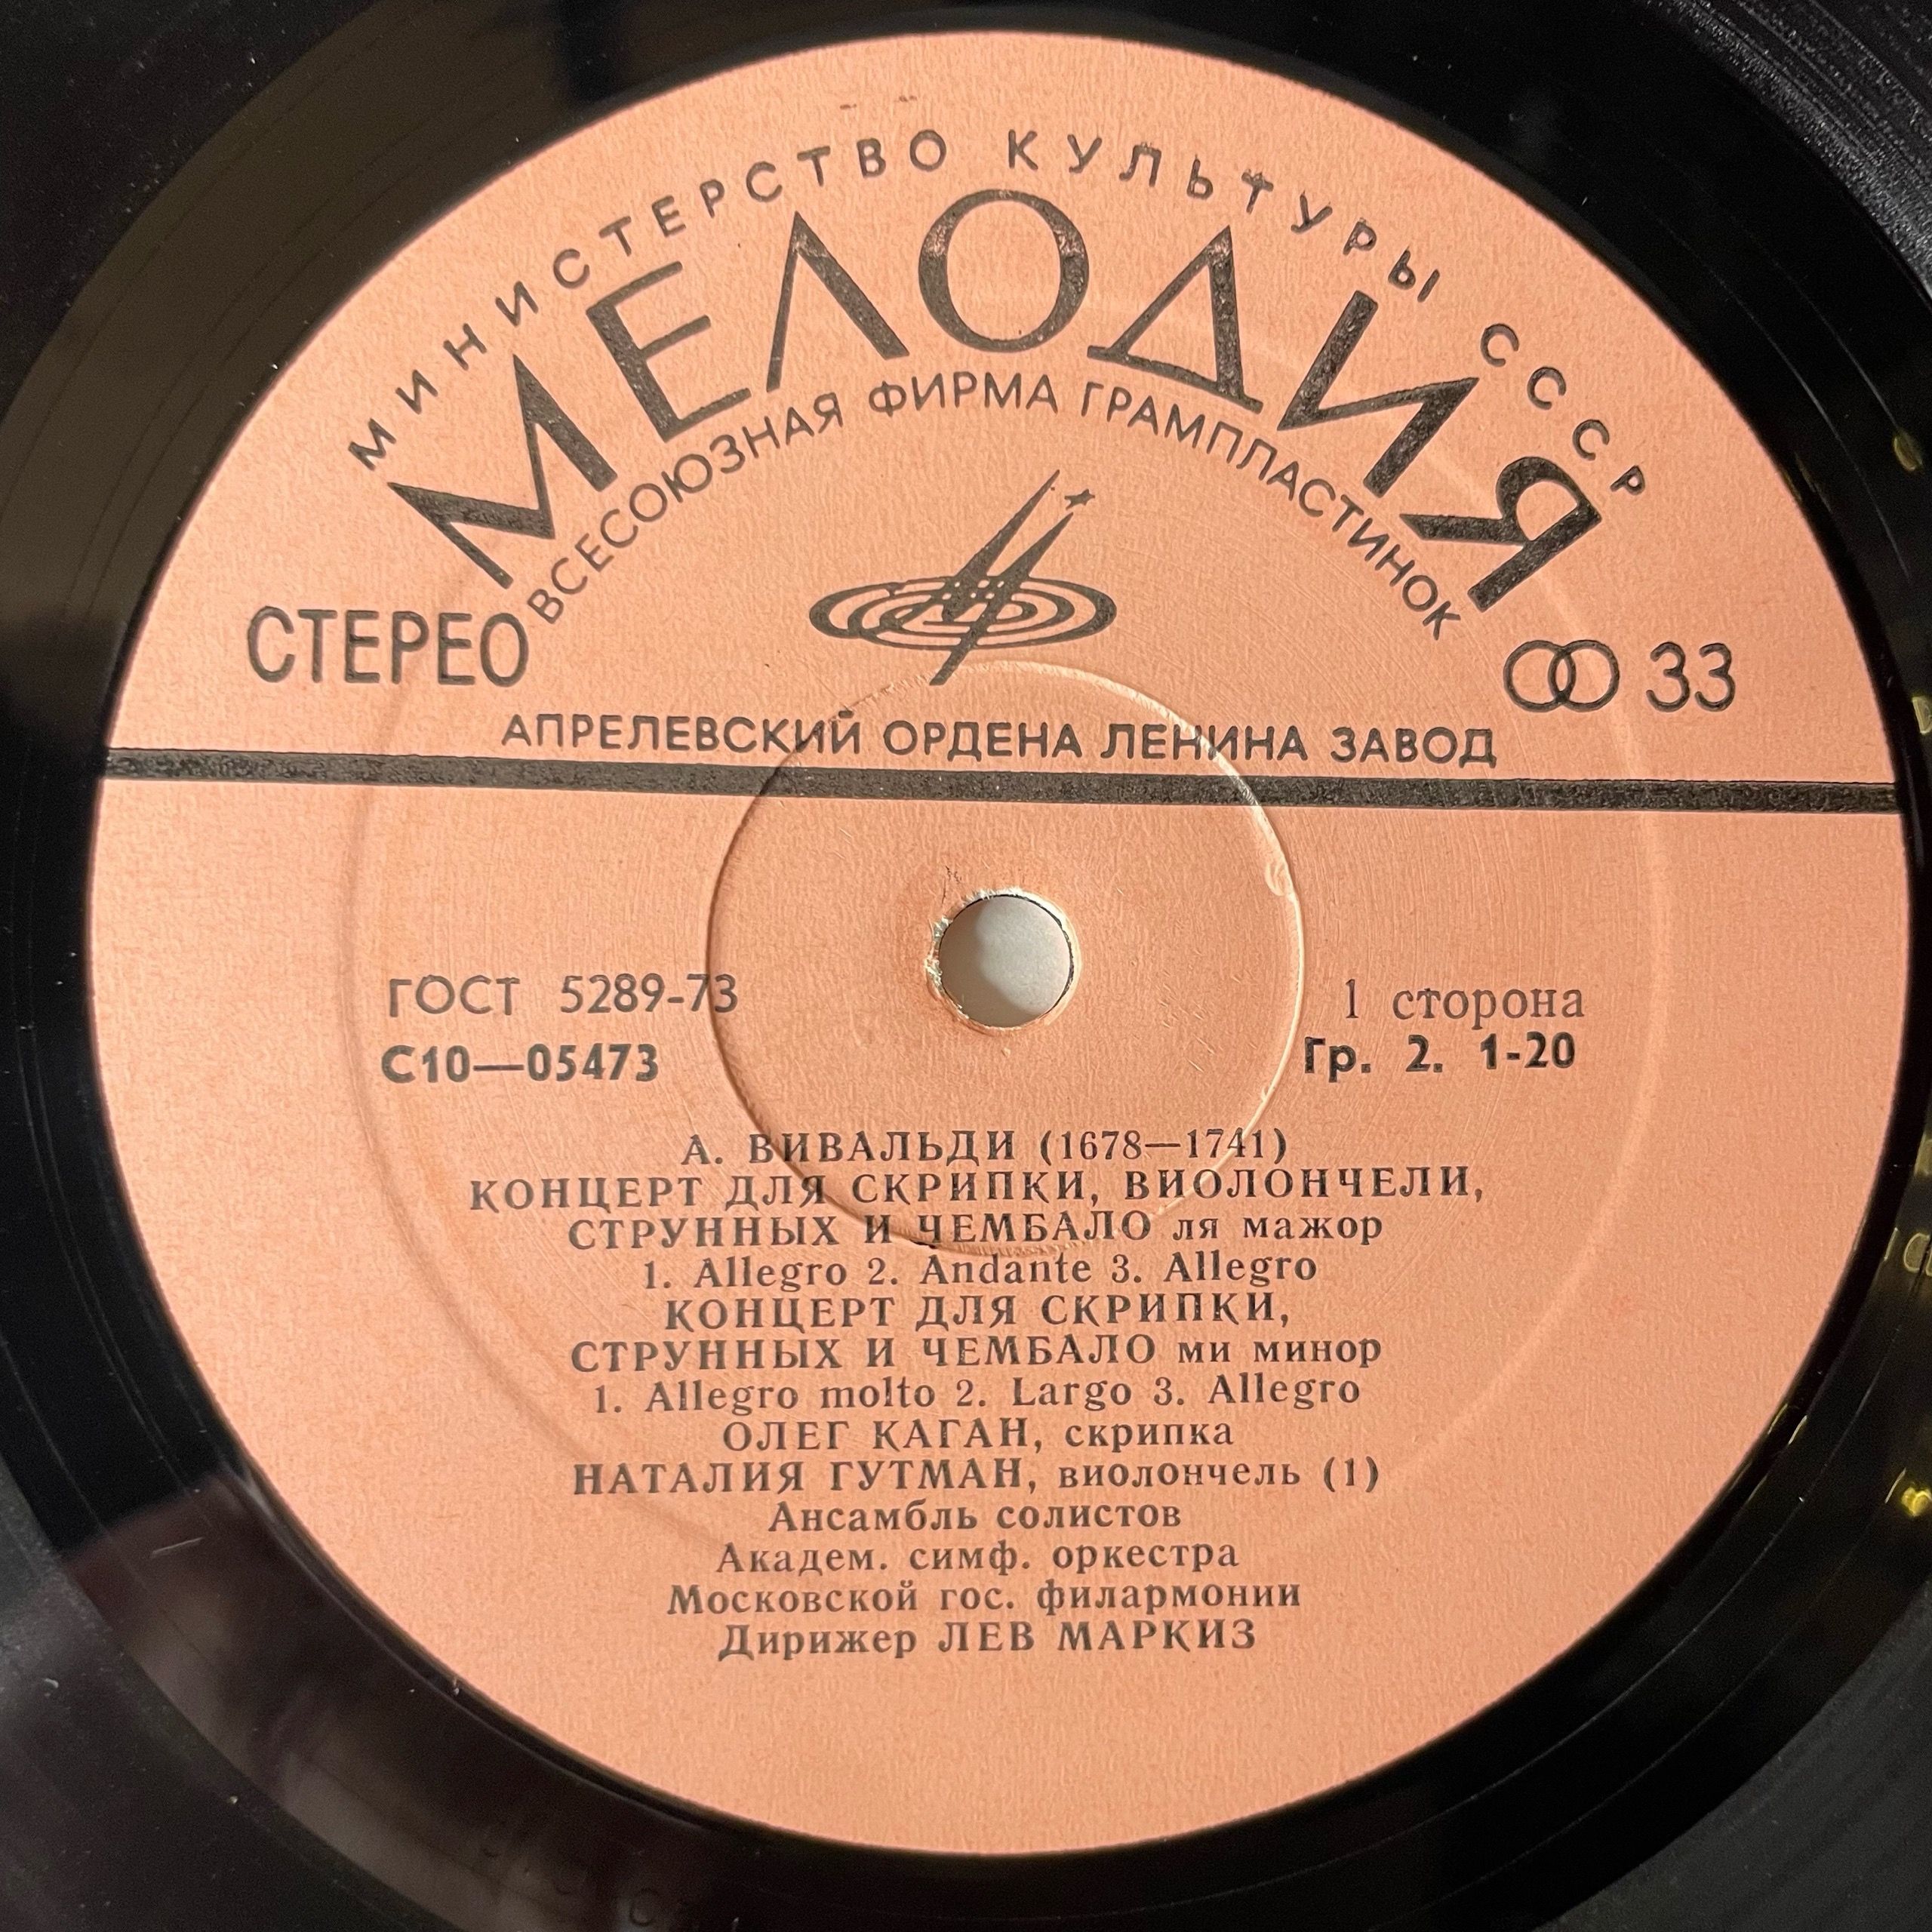 МИНИСТЕРСТВО КУЛЬТУРЫ СССР
МЕЛОДИЯ
ВСЕСОЮЗНАЯ ФИРМА ГРАМПЛАСТИНОК
СТЕРЕО
33
АПРЕЛЕВСКИЙ ОРДЕНА ЛЕНИНА ЗАВОД
ГОСТ 5289-73
1 сторона
С10—05473
Гр. 2. 1-20
А. ВИВАЛЬДИ (1678—1741)
КОНЦЕРТ ДЛЯ СКРИПКИ, ВИОЛОНЧЕЛИ,
СТРУННЫХ И ЧЕМБАЛО ля мажор
1. Allegro 2. Andante 3. Allegro
КОНЦЕРТ ДЛЯ СКРИПКИ,
СТРУННЫХ И ЧЕМБАЛО ми минор
1. Allegro molto 2. Largo 3. Allegro
ОЛЕГ КАГАН, скрипка
НАТАЛИЯ ГУТМАН, виолончель (1)
Ансамбль солистов
Академ. симф. оркестра
Московской гос. филармонии
Дирижер ЛЕВ МАРКИЗ